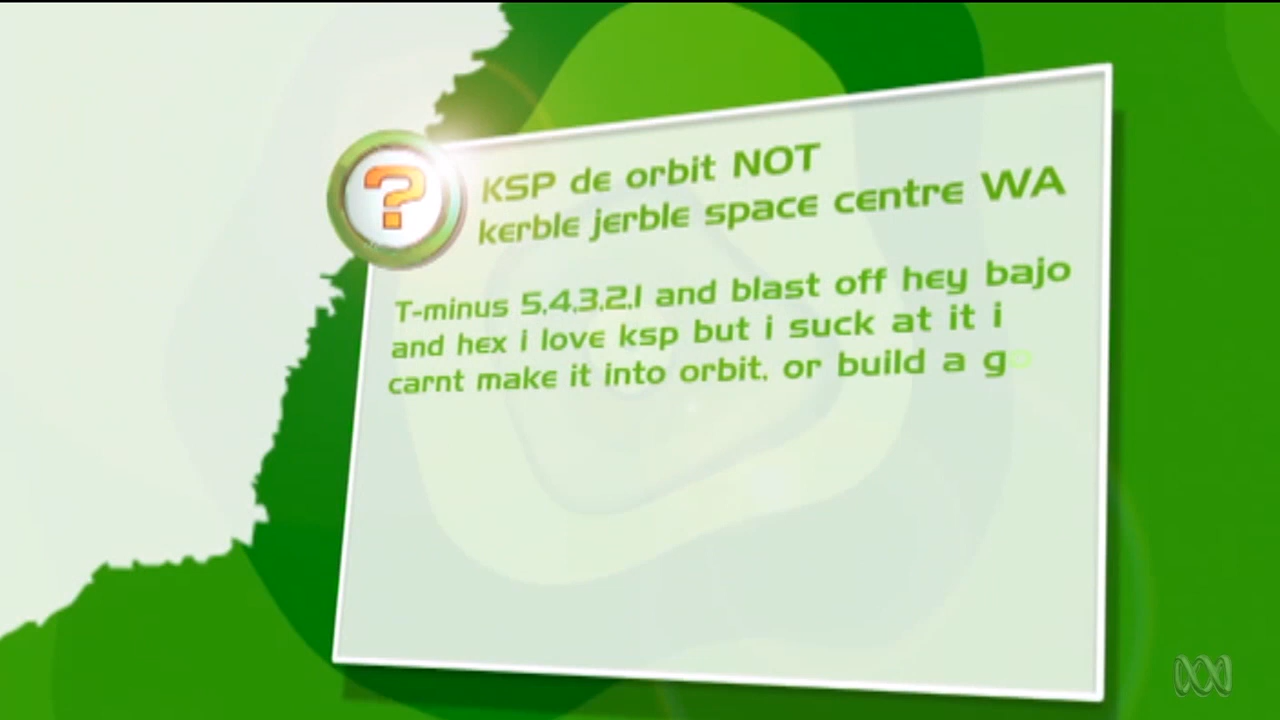 ?
KSP de orbit NOT
kerble jerble space centre WA
T-minus 5,4,3,2,1 and blast off hey bajo
and hex i love ksp but i suck at it i
carnt make it into orbit, or build a go